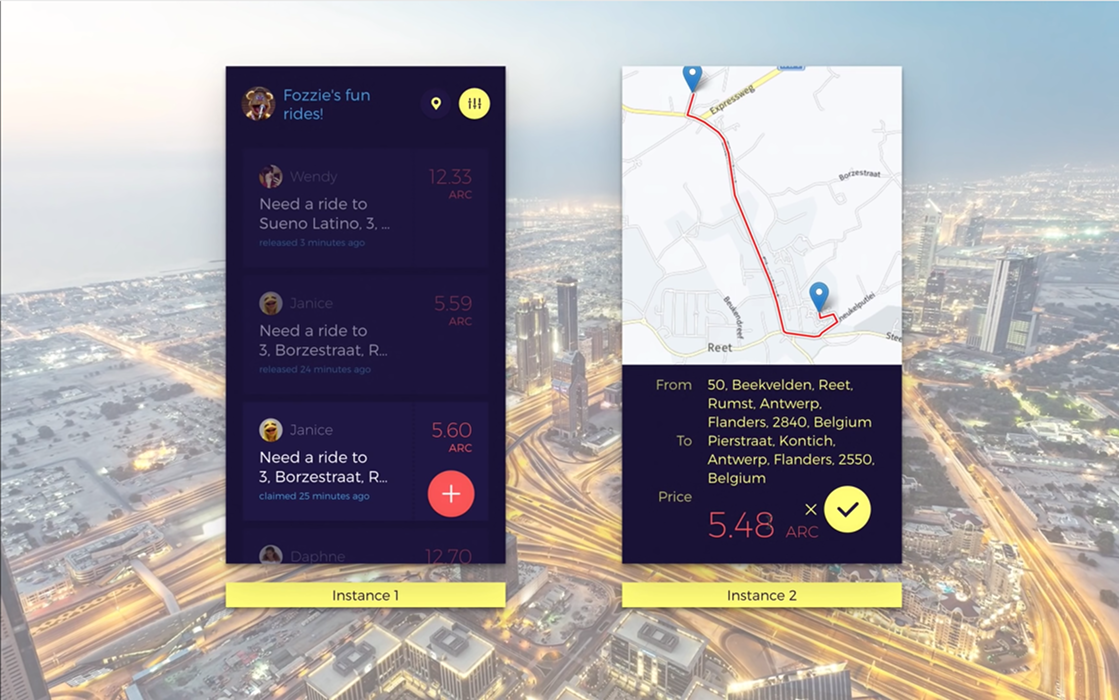 Fozzie's fun
rides!
Wendy
12.33
ARC
Need a ride to
Sueno Latino, 3, ...
released 3 minutes ago
Janice
5.59
ARC
Need a ride to
3, Borzestraat, R...
released 24 minutes ago
Janice
5.60
ARC
Need a ride to
3, Borzestraat, R...
claimed 25 minutes ago
Daphne
12.70
Instance 1
Expressweg
Borzestraat
Beukendreef
Reet
From
50, Beekvelden, Reet,
Rumst, Antwerp,
Flanders, 2840, Belgium
To
Pierstraat, Kontich,
Antwerp, Flanders, 2550,
Belgium
Price
5.48 ARC
Instance 2